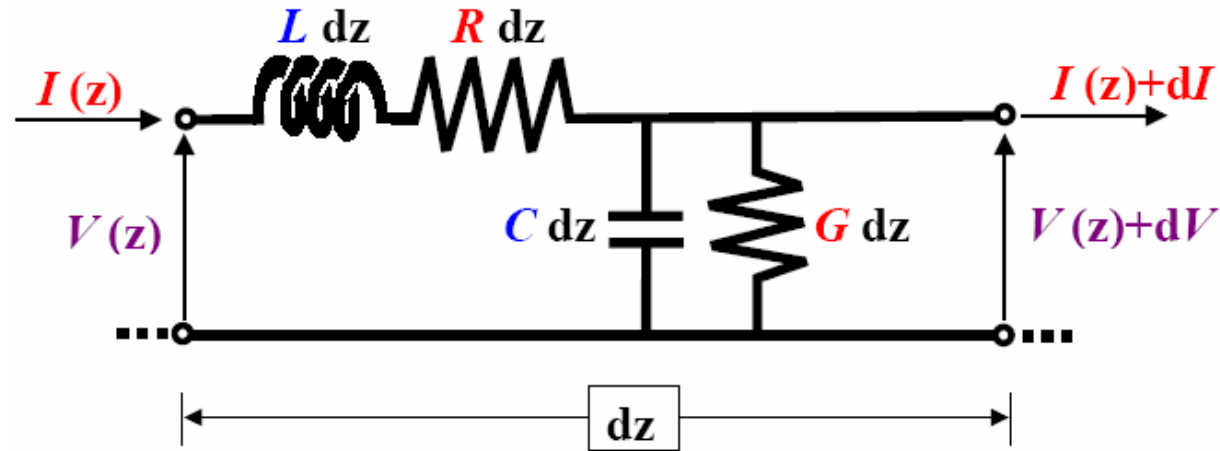 L dz R dz
I (z)
I (z)+dI
V (z)
C dz
G dz
V (z)+dV
dz